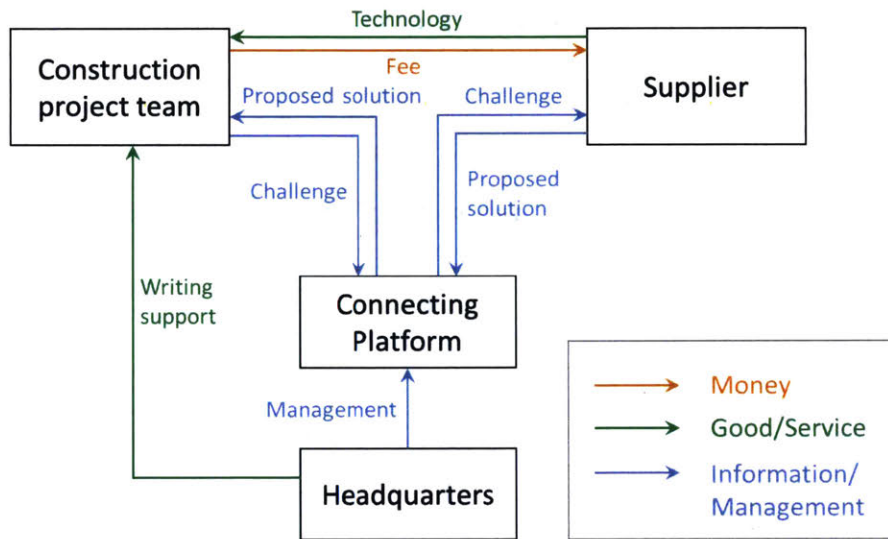 Technology
Construction
project team
Fee
Supplier
Proposed solution
Challenge
Challenge
Proposed
solution
Writing
support
Connecting
Platform
Management
Headquarters
Money
Good/Service
Information/
Management